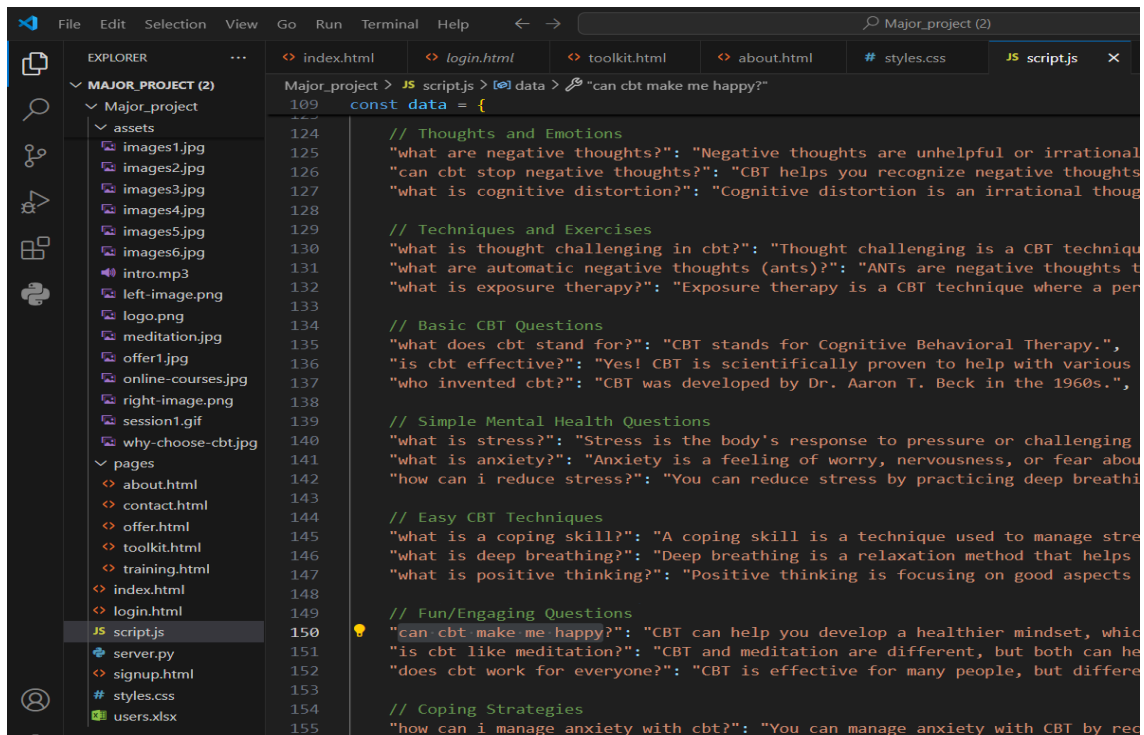 File Edit Selection View Go Run Terminal Help ← → Major_project (2)
EXPLORER ···
MAJOR_PROJECT (2)
Major_project
assets
images1.jpg
images2.jpg
images3.jpg
images4.jpg
images5.jpg
images6.jpg
intro.mp3
left-image.png
logo.png
meditation.jpg
offer1.jpg
online-courses.jpg
right-image.png
session1.gif
why-choose-cbt.jpg
pages
about.html
contact.html
offer.html
toolkit.html
training.html
index.html
login.html
JS script.js
server.py
signup.html
# styles.css
users.xlsx
<> index.html <> login.html <> toolkit.html <> about.html # styles.css JS script.js ×
Major_project > JS script.js > data > "can cbt make me happy?"
109 const data = {
124 // Thoughts and Emotions
125 "what are negative thoughts?": "Negative thoughts are unhelpful or irrational
126 "can cbt stop negative thoughts?": "CBT helps you recognize negative thoughts
127 "what is cognitive distortion?": "Cognitive distortion is an irrational thoug
128
129 // Techniques and Exercises
130 "what is thought challenging in cbt?": "Thought challenging is a CBT techniqu
131 "what are automatic negative thoughts (ants)?": "ANTs are negative thoughts t
132 "what is exposure therapy?": "Exposure therapy is a CBT technique where a per
133
134 // Basic CBT Questions
135 "what does cbt stand for?": "CBT stands for Cognitive Behavioral Therapy.",
136 "is cbt effective?": "Yes! CBT is scientifically proven to help with various
137 "who invented cbt?": "CBT was developed by Dr. Aaron T. Beck in the 1960s.",
138
139 // Simple Mental Health Questions
140 "what is stress?": "Stress is the body's response to pressure or challenging
141 "what is anxiety?": "Anxiety is a feeling of worry, nervousness, or fear abou
142 "how can i reduce stress?": "You can reduce stress by practicing deep breathi
143
144 // Easy CBT Techniques
145 "what is a coping skill?": "A coping skill is a technique used to manage stre
146 "what is deep breathing?": "Deep breathing is a relaxation method that helps
147 "what is positive thinking?": "Positive thinking is focusing on good aspects
148
149 // Fun/Engaging Questions
150 "can cbt make me happy?": "CBT can help you develop a healthier mindset, whic
151 "is cbt like meditation?": "CBT and meditation are different, but both can he
152 "does cbt work for everyone?": "CBT is effective for many people, but differe
153
154 // Coping Strategies
155 "how can i manage anxiety with cbt?": "You can manage anxiety with CBT by rec